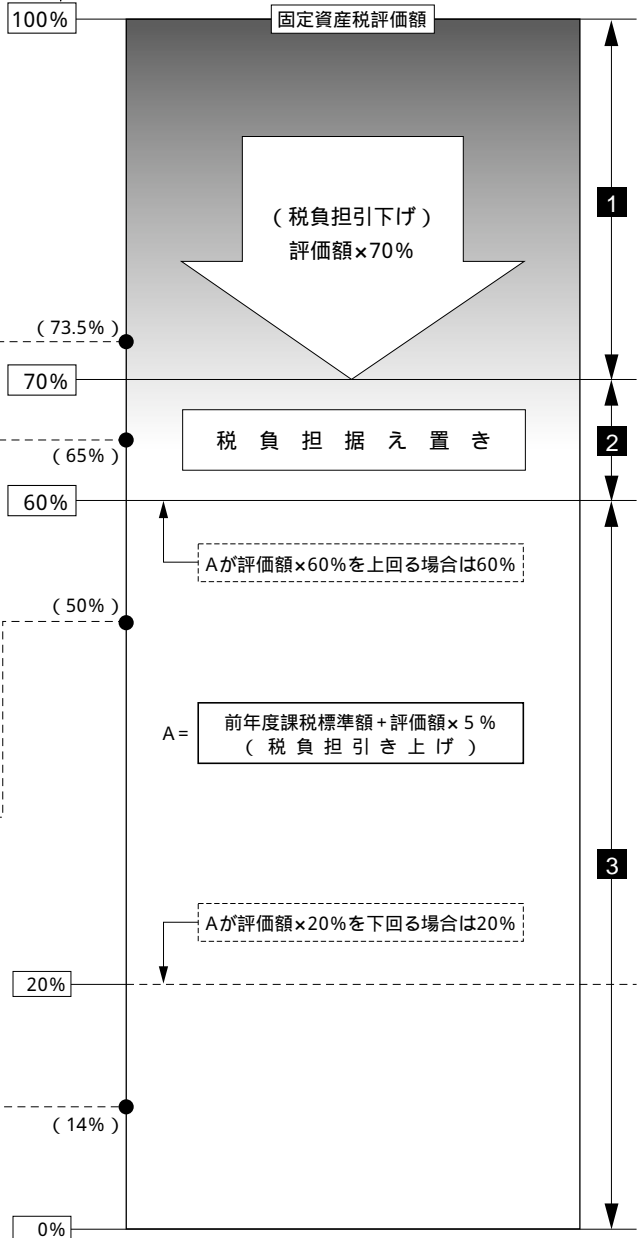 100%
固定資産税評価額
1
(税負担引下げ)
評価額×70%
(73.5%)
70%
税負担据え置き
2
(65%)
60%
Aが評価額×60%を上回る場合は60%
(50%)
A=
前年度課税標準額+評価額×5%
(税負担引き上げ)
3
Aが評価額×20%を下回る場合は20%
20%
(14%)
0%